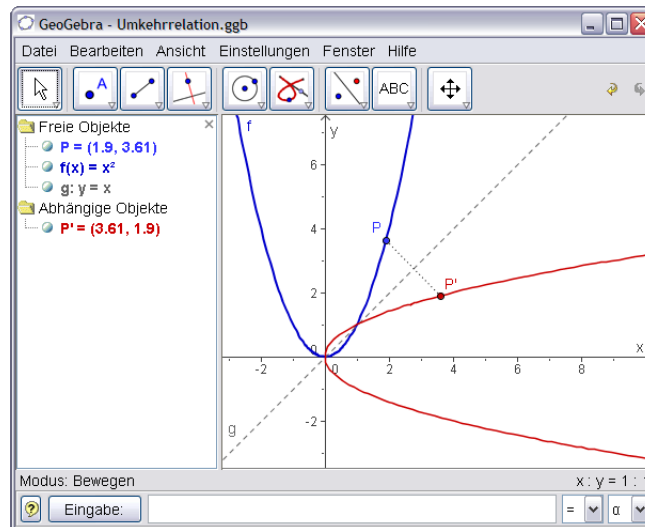 GeoGebra - Umkehrrelation.ggb
Datei Bearbeiten Ansicht Einstellungen Fenster Hilfe
A ABC
Freie Objekte
P = (1.9, 3.61)
f(x) = x²
g: y = x
Abhängige Objekte
P' = (3.61, 1.9)
f y
6
P 4
P'
2
0 x
-2 0 2 4 6 8
-2
g
Modus: Bewegen x : y = 1 :
Eingabe: = α